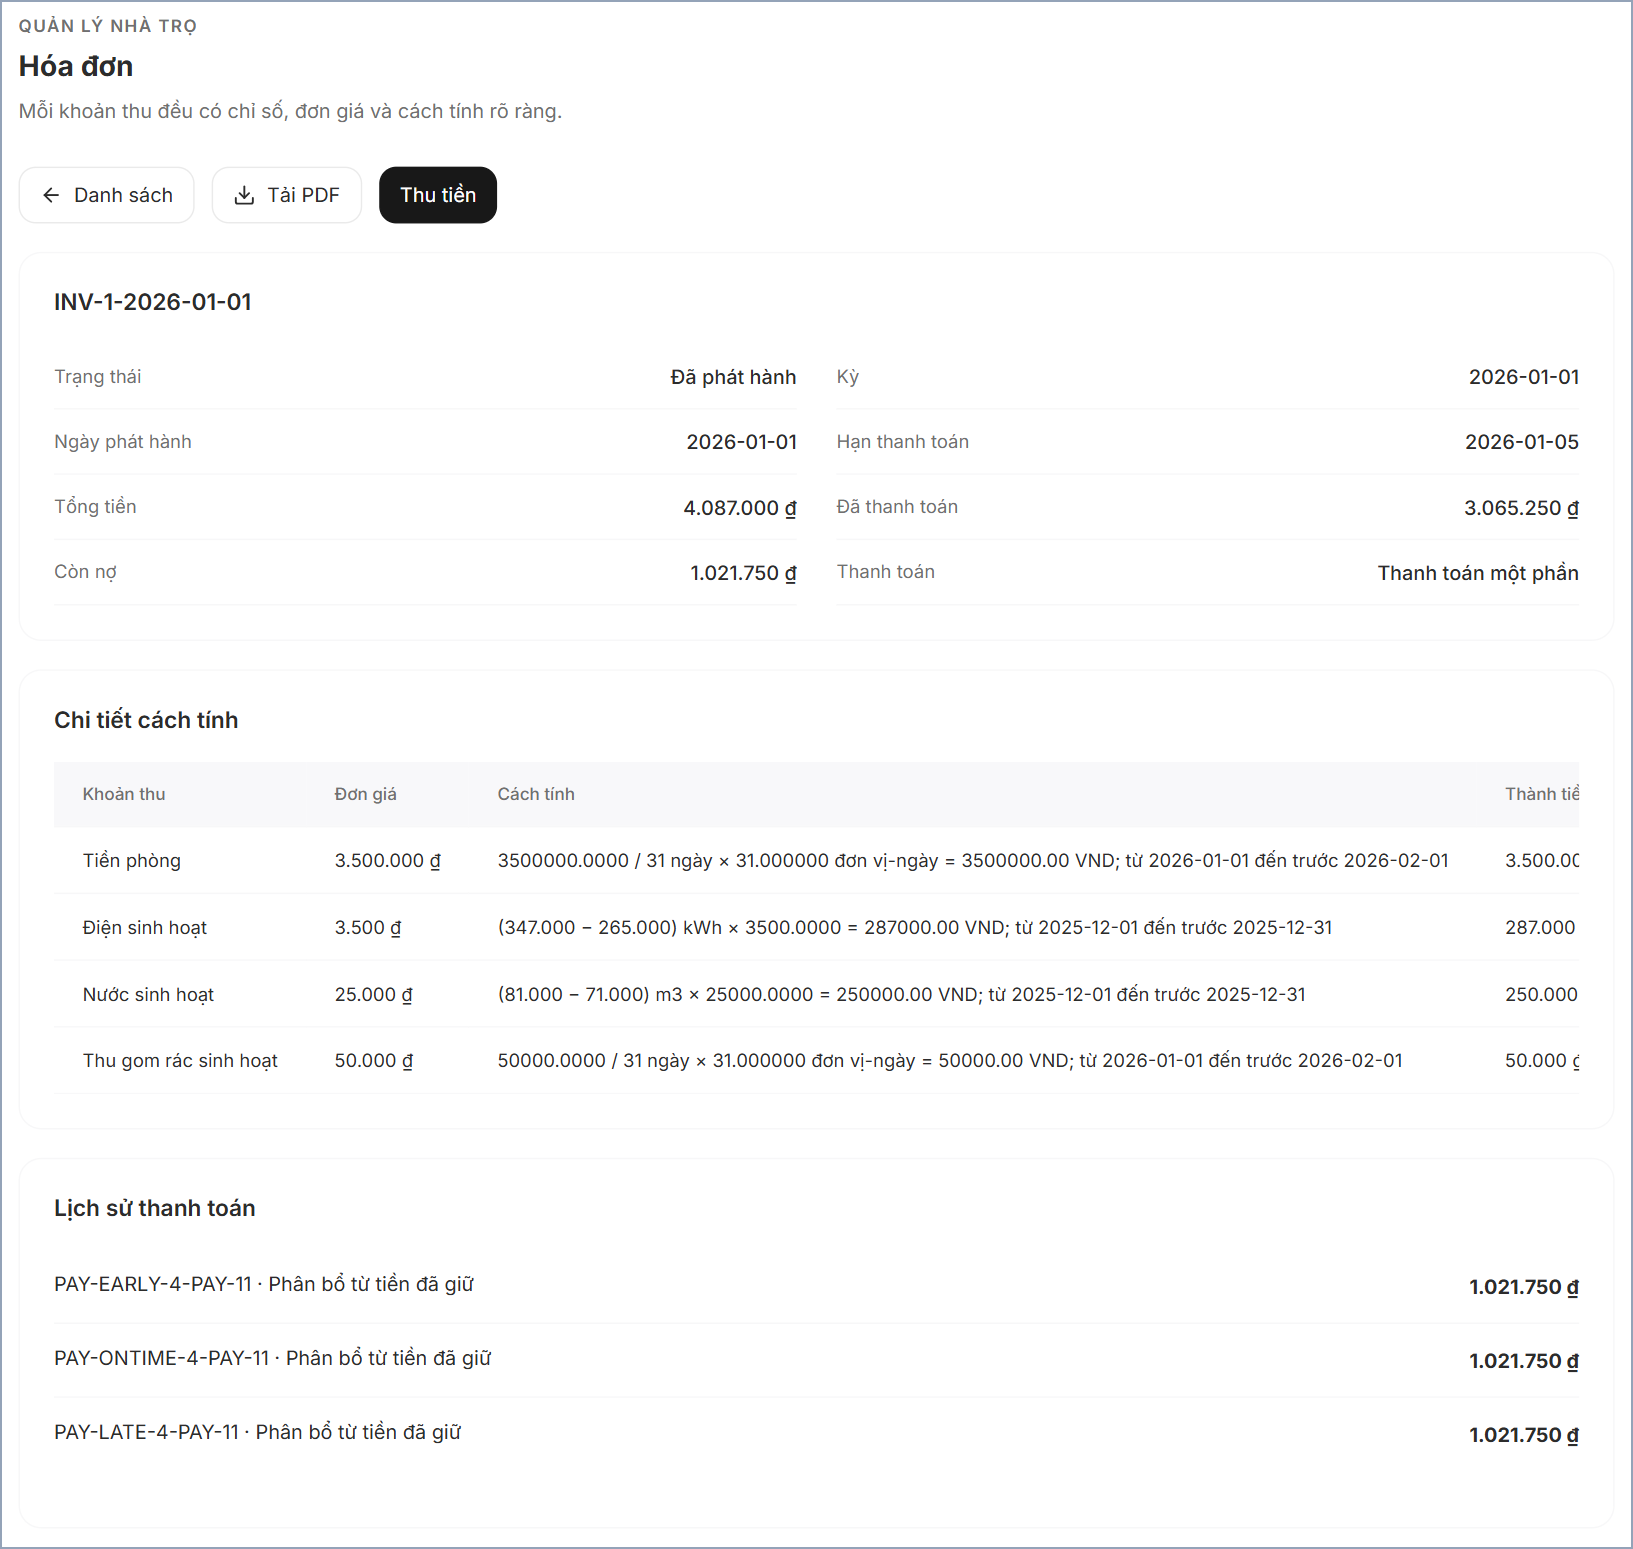 QUẢN LÝ NHÀ TRỌ
Hóa đơn
Mỗi khoản thu đều có chỉ số, đơn giá và cách tính rõ ràng.
Danh sách
Tải PDF
Thu tiền
INV-1-2026-01-01
Trạng thái Đã phát hành Kỳ 2026-01-01
Ngày phát hành 2026-01-01 Hạn thanh toán 2026-01-05
Tổng tiền 4.087.000 ₫ Đã thanh toán 3.065.250 ₫
Còn nợ 1.021.750 ₫ Thanh toán Thanh toán một phần
Chi tiết cách tính
Khoản thu Đơn giá Cách tính Thành tiề
Tiền phòng 3.500.000 ₫ 3500000.0000 / 31 ngày × 31.000000 đơn vị-ngày = 3500000.00 VND; từ 2026-01-01 đến trước 2026-02-01 3.500.00
Điện sinh hoạt 3.500 ₫ (347.000 − 265.000) kWh × 3500.0000 = 287000.00 VND; từ 2025-12-01 đến trước 2025-12-31 287.000
Nước sinh hoạt 25.000 ₫ (81.000 − 71.000) m3 × 25000.0000 = 250000.00 VND; từ 2025-12-01 đến trước 2025-12-31 250.000
Thu gom rác sinh hoạt 50.000 ₫ 50000.0000 / 31 ngày × 31.000000 đơn vị-ngày = 50000.00 VND; từ 2026-01-01 đến trước 2026-02-01 50.000 ₫
Lịch sử thanh toán
PAY-EARLY-4-PAY-11 · Phân bổ từ tiền đã giữ 1.021.750 ₫
PAY-ONTIME-4-PAY-11 · Phân bổ từ tiền đã giữ 1.021.750 ₫
PAY-LATE-4-PAY-11 · Phân bổ từ tiền đã giữ 1.021.750 ₫